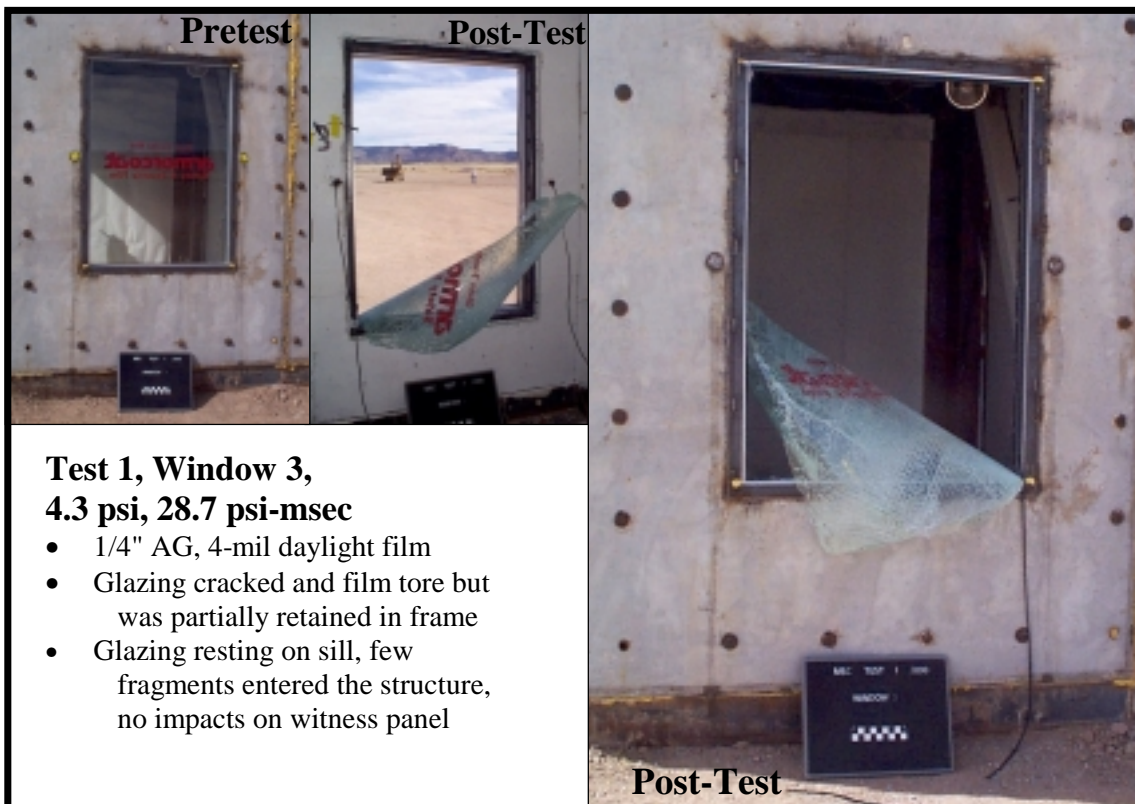 Pretest
Post-Test
Test 1, Window 3,
4.3 psi, 28.7 psi-msec
• 1/4" AG, 4-mil daylight film
• Glazing cracked and film tore but
was partially retained in frame
• Glazing resting on sill, few
fragments entered the structure,
no impacts on witness panel
TEST 1
WINDOW
Post-Test